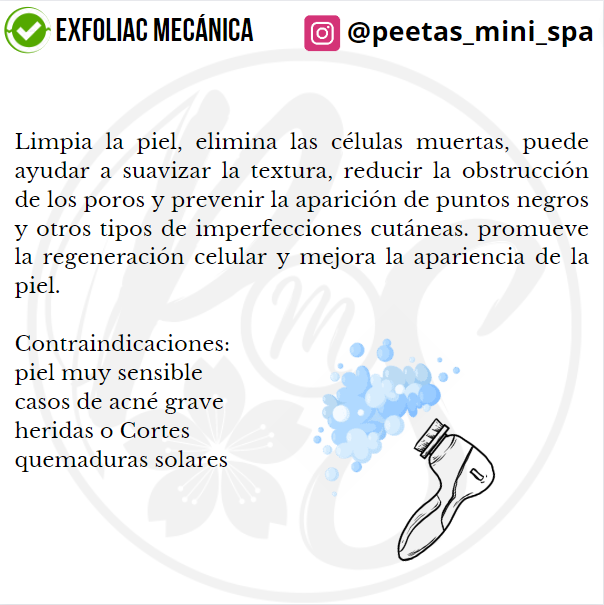 EXFOLIAC MECÁNICA
@peetas_mini_spa
Limpia la piel, elimina las células muertas, puede
ayudar a suavizar la textura, reducir la obstrucción
de los poros y prevenir la aparición de puntos negros
y otros tipos de imperfecciones cutáneas. promueve
la regeneración celular y mejora la apariencia de la
piel.
Contraindicaciones:
piel muy sensible
casos de acné grave
heridas o Cortes
quemaduras solares